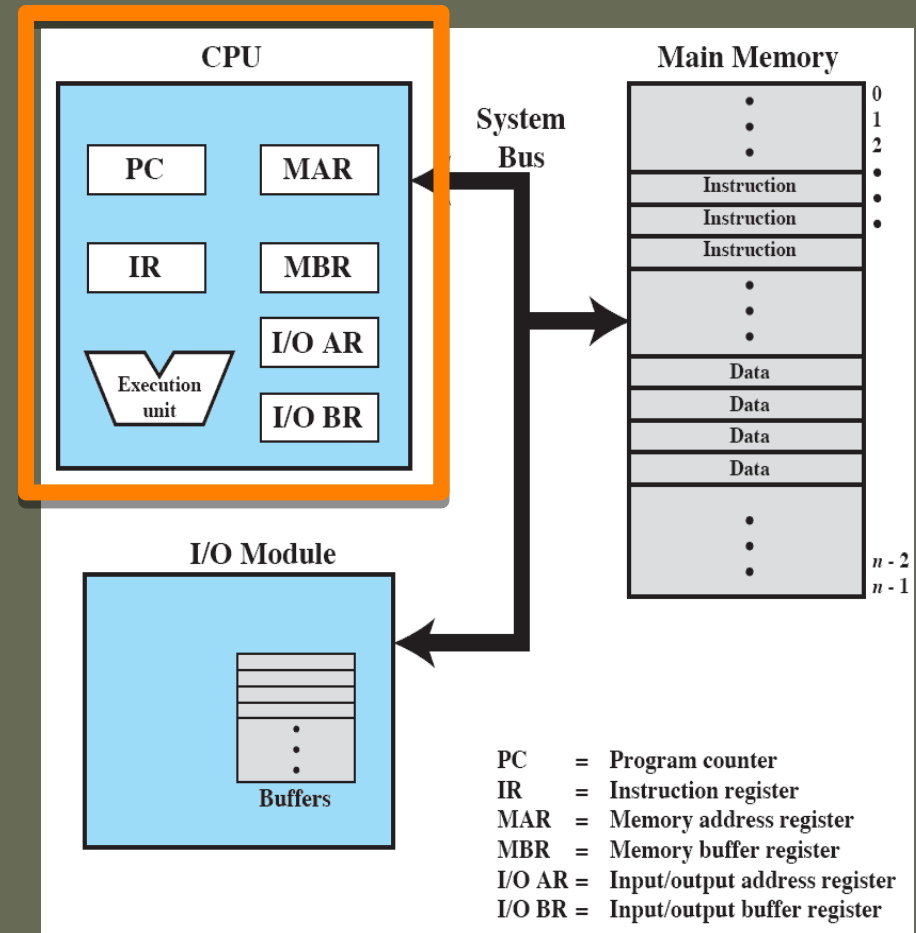 CPU
PC
MAR
IR
MBR
I/O AR
Execution
unit
I/O BR
System
Bus
Main Memory
0
1
2
Instruction
Instruction
Instruction
Data
Data
Data
Data
n - 2
n - 1
I/O Module
Buffers
PC = Program counter
IR = Instruction register
MAR = Memory address register
MBR = Memory buffer register
I/O AR = Input/output address register
I/O BR = Input/output buffer register